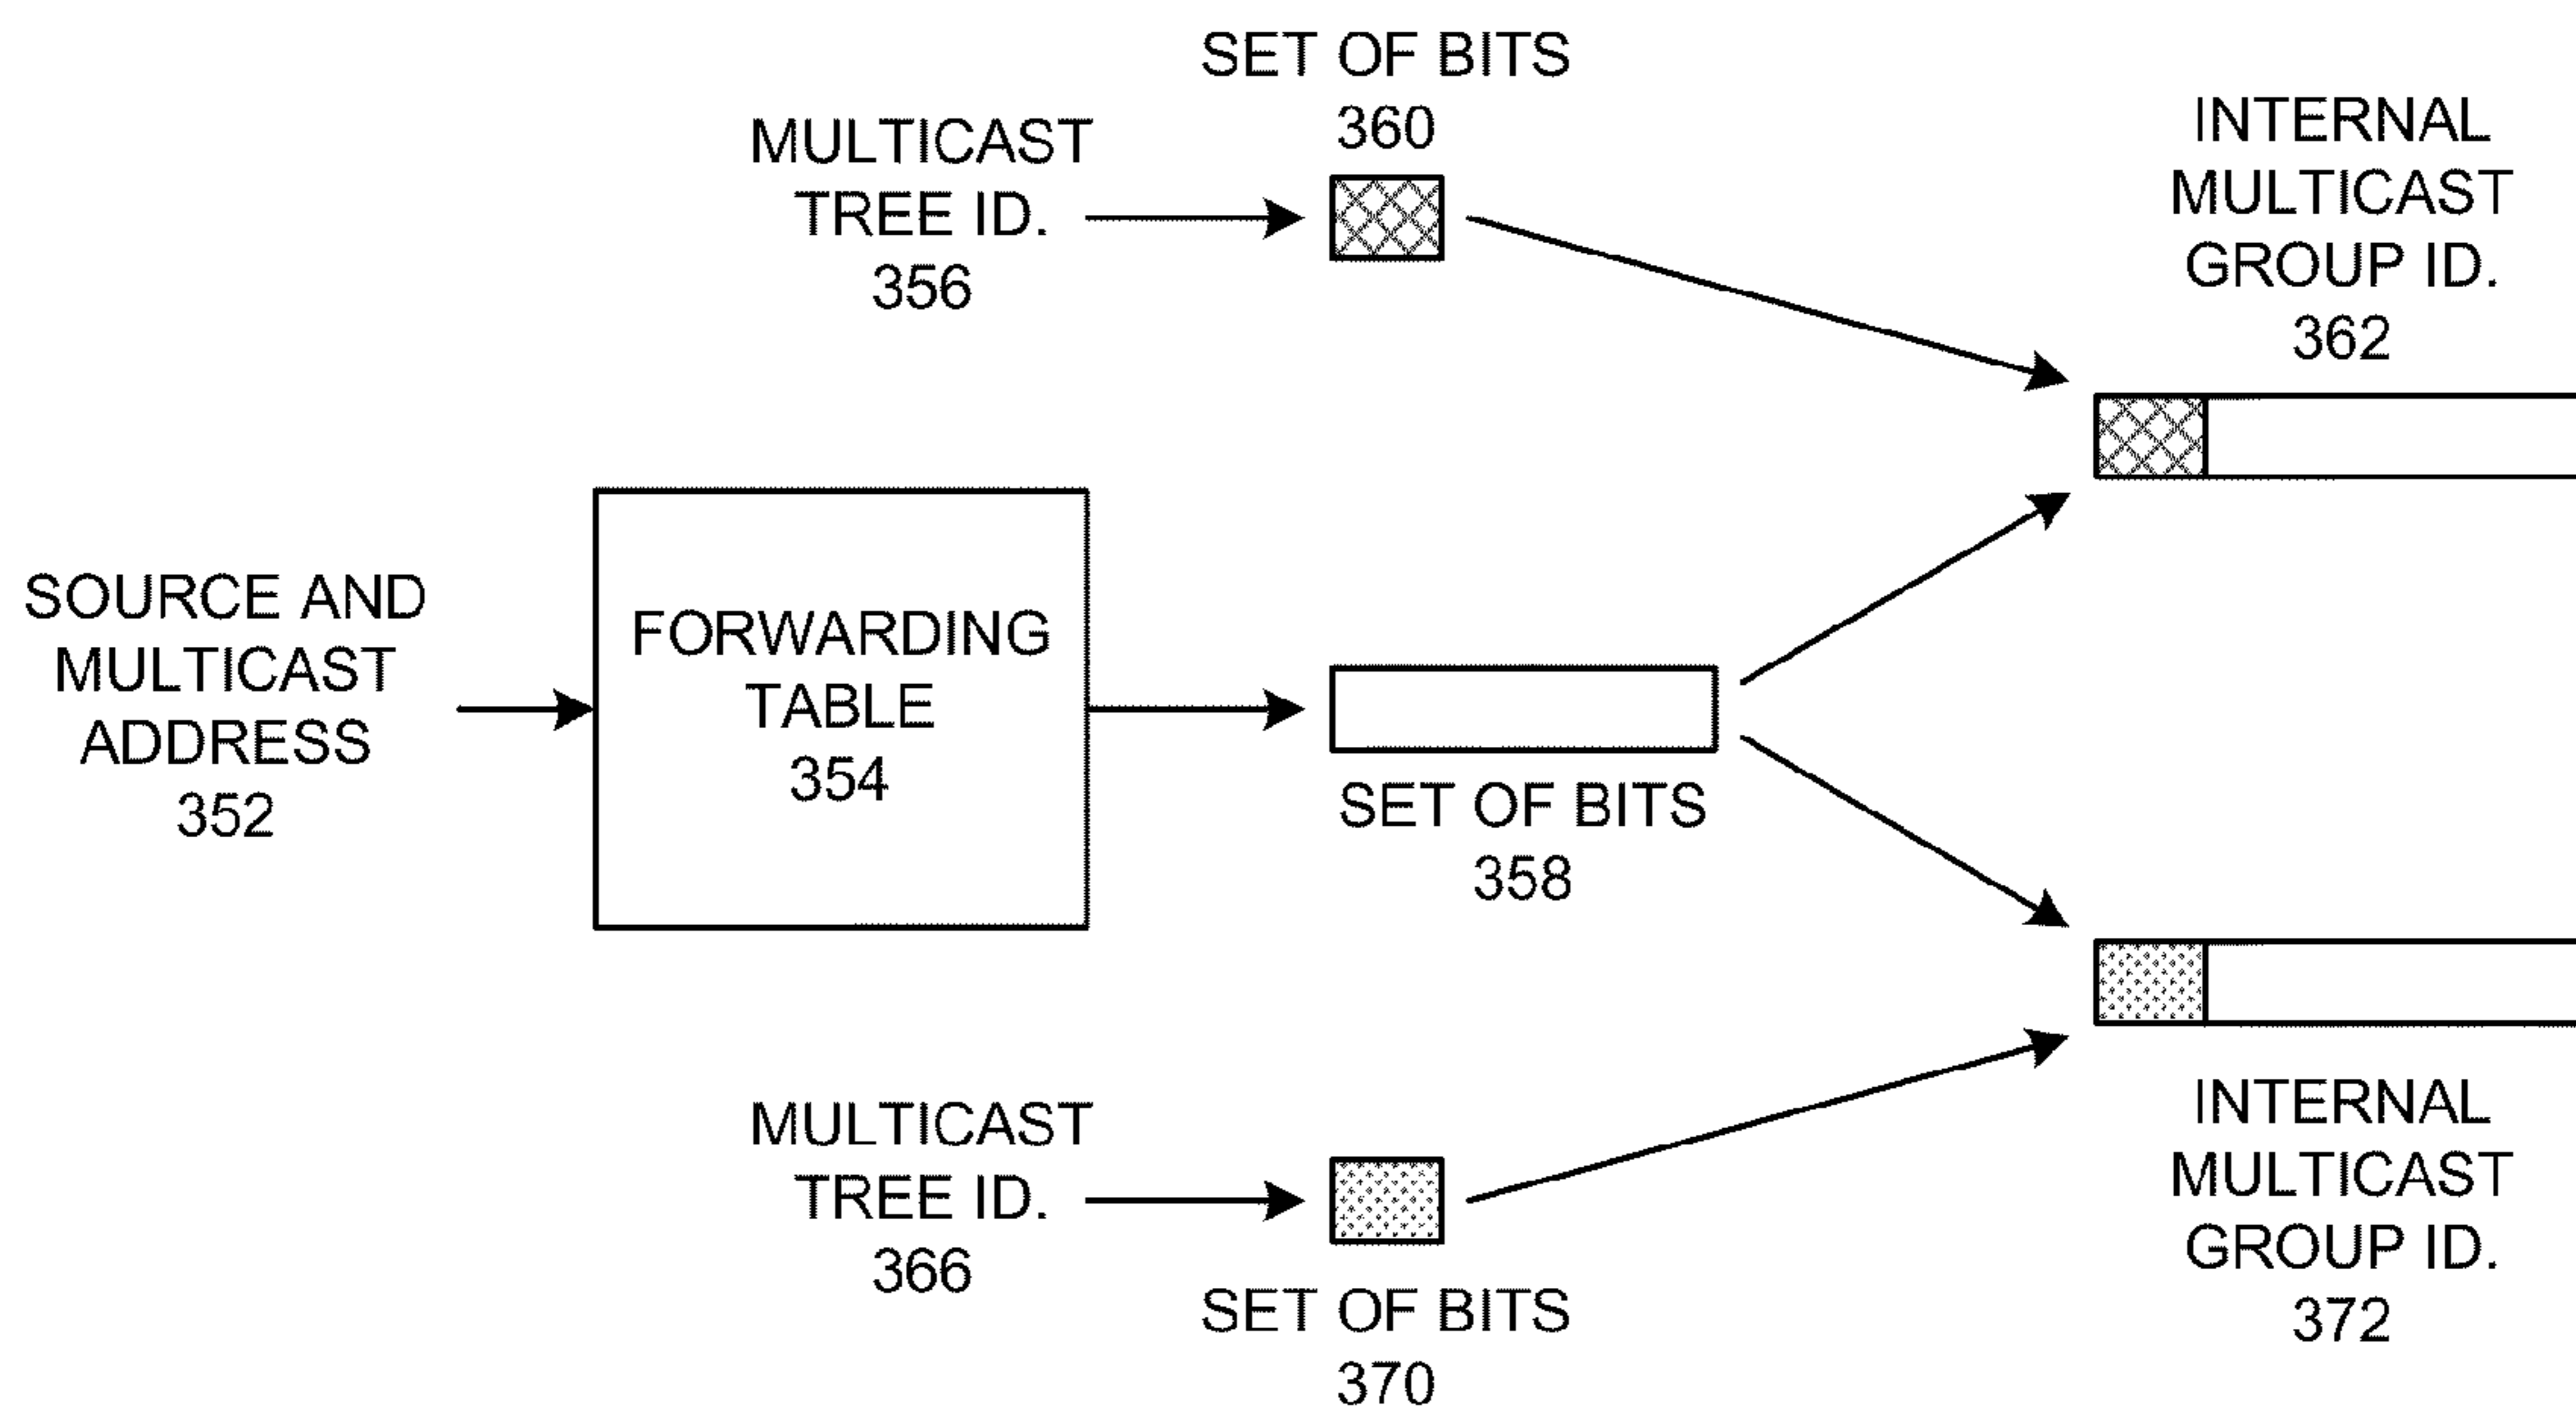 SET OF BITS
360
MULTICAST
TREE ID.
356
INTERNAL
MULTICAST
GROUP ID.
362
SOURCE AND
MULTICAST
ADDRESS
352
FORWARDING
TABLE
354
SET OF BITS
358
MULTICAST
TREE ID.
366
SET OF BITS
370
INTERNAL
MULTICAST
GROUP ID.
372